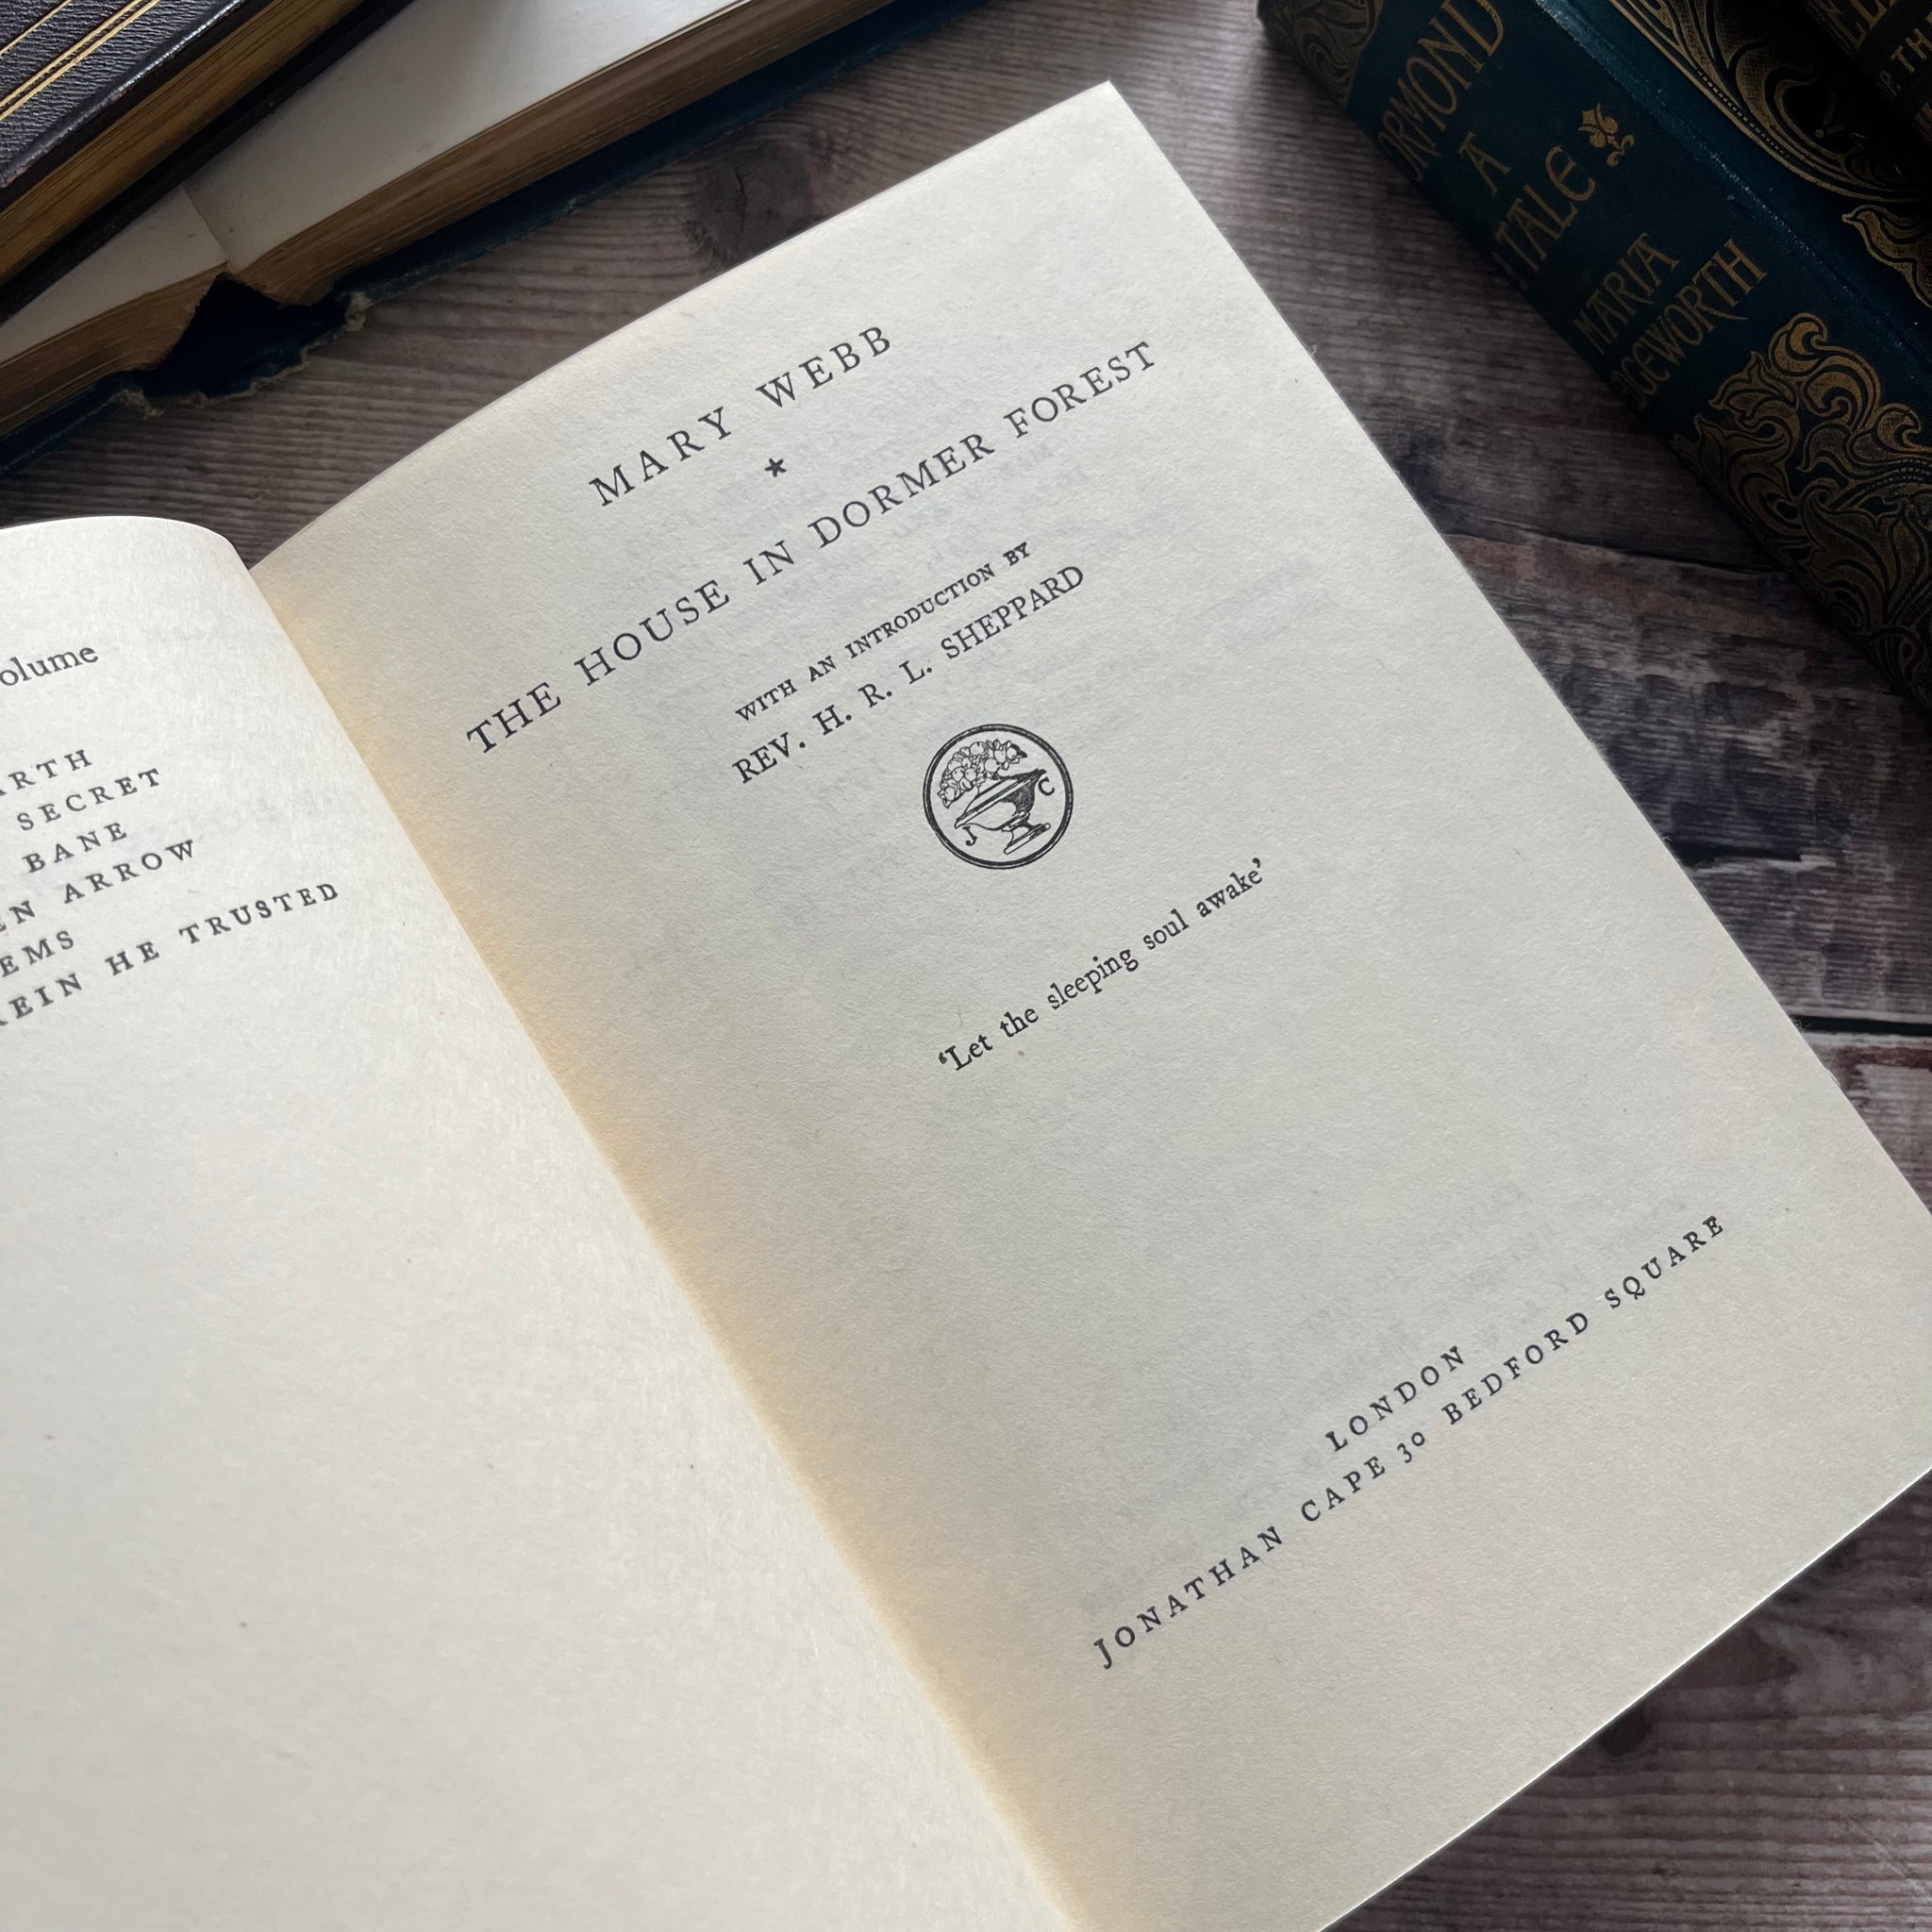 olume
ARTH
SECRET
BANE
EN ARROW
EMS
REIN HE TRUSTED
MARY WEBB
★
THE HOUSE IN DORMER FOREST
WITH AN INTRODUCTION BY
REV. H. R. L. SHEPPARD
J C
‘Let the sleeping soul awake’
LONDON
JONATHAN CAPE 30 BEDFORD SQUARE
ORMOND
A
TALE
MARIA
EDGEWORTH